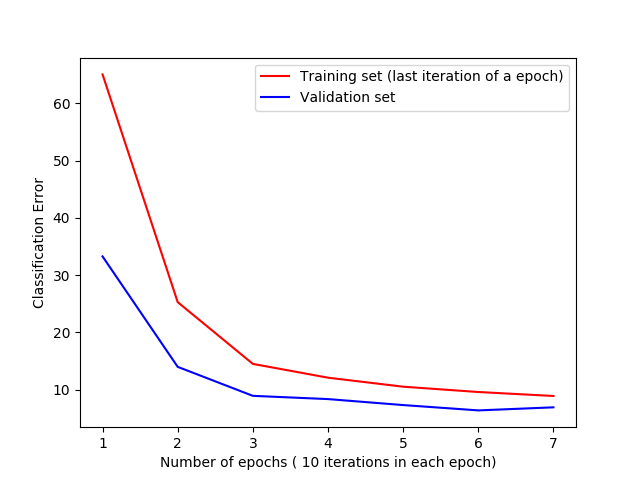 Training set (last iteration of a epoch)
Validation set
60
50
40
30
20
10
Classification Error
1 2 3 4 5 6 7
Number of epochs ( 10 iterations in each epoch)